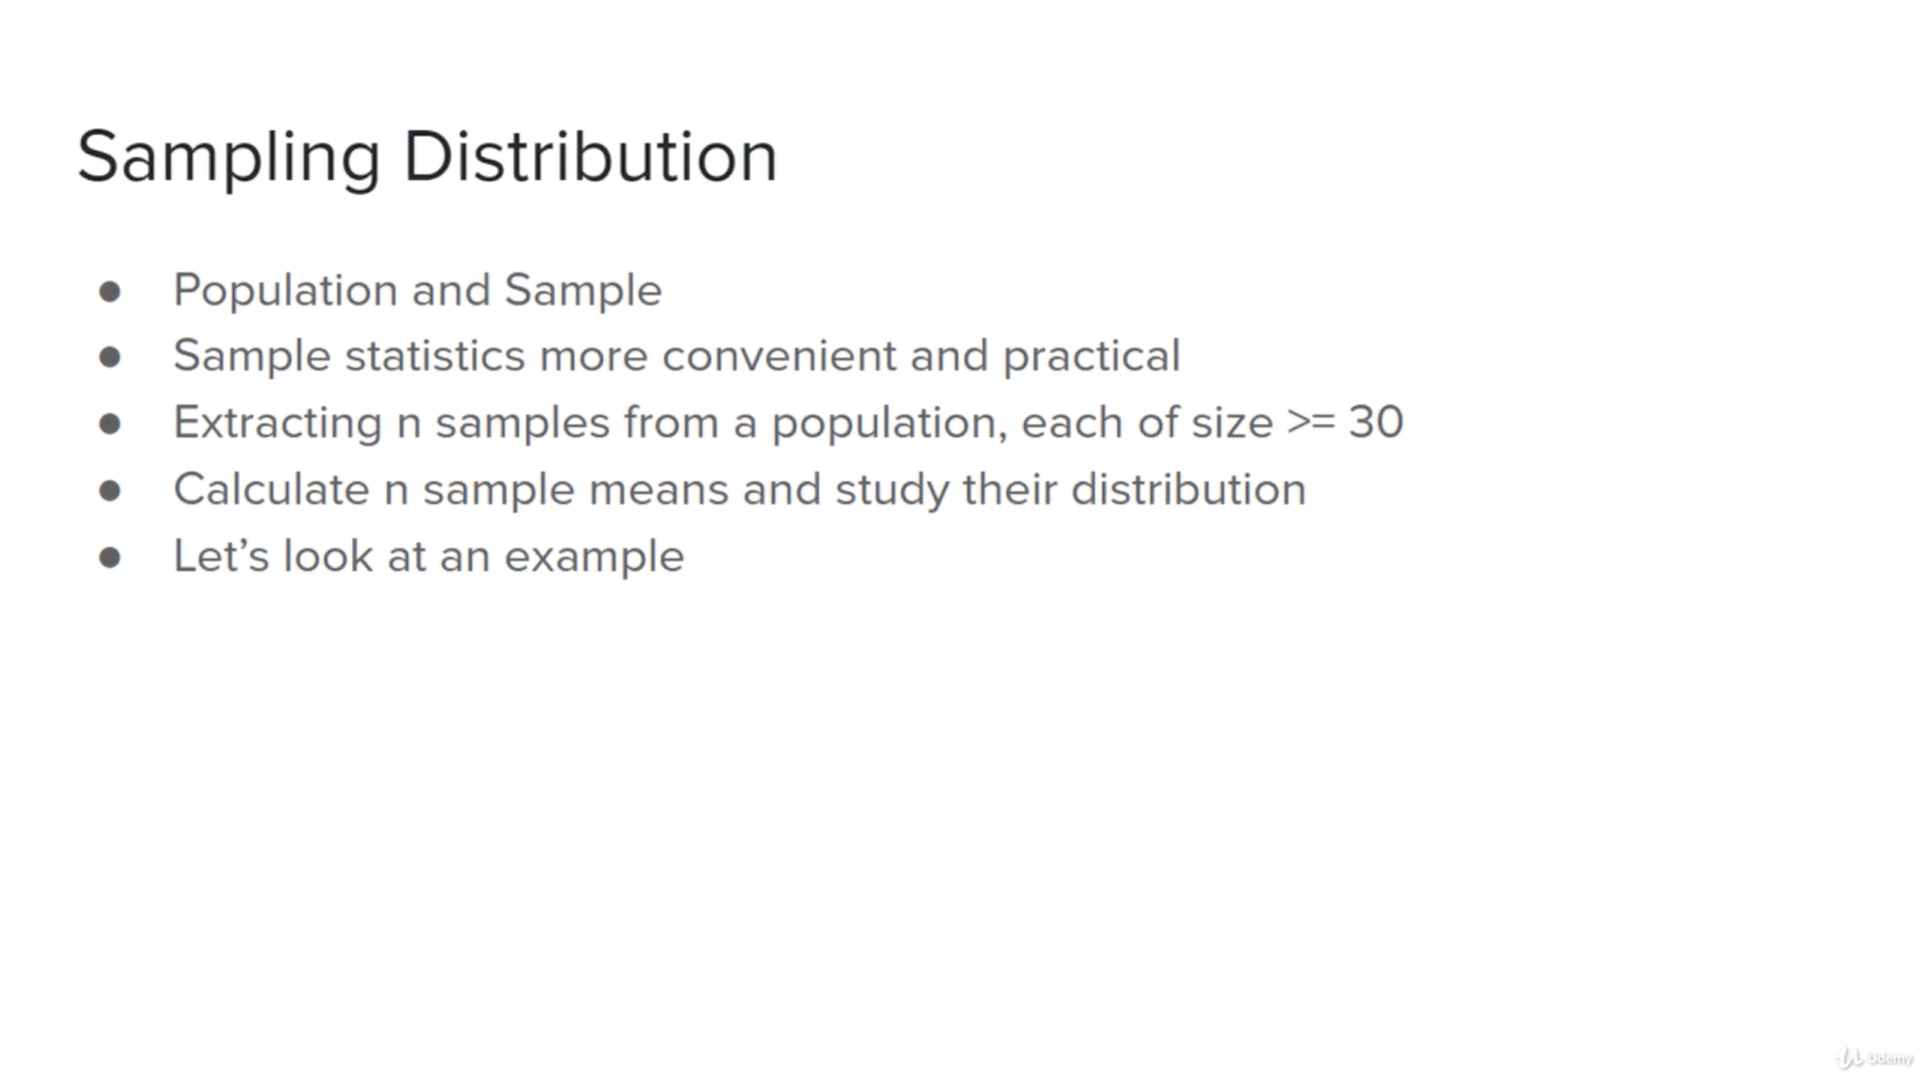 Sampling Distribution
● Population and Sample
● Sample statistics more convenient and practical
● Extracting n samples from a population, each of size >= 30
● Calculate n sample means and study their distribution
● Let’s look at an example
Udemy